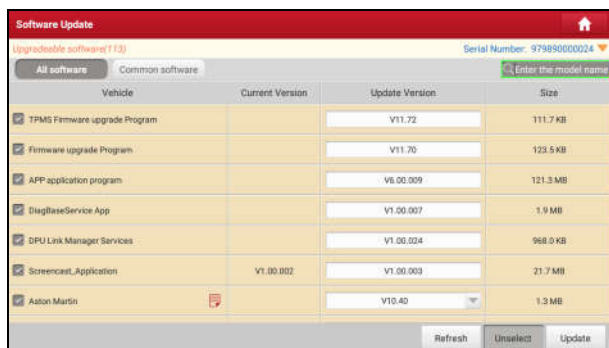 Software Update
Upgradeable software(113)
Serial Number: 979890000024
All software
Common software
Enter the model name
Vehicle Current Version Update Version Size
TPMS Firmware upgrade Program V11.72 111.7 KB
Firmware upgrade Program V11.70 123.5 KB
APP application program V6.00.009 121.3 MB
DiagBaseService App V1.00.007 1.9 MB
DPU Link Manager Services V1.00.024 968.0 KB
Screencast_Application V1.00.002 V1.00.003 21.7 MB
Aston Martin V10.40 1.3 MB
Refresh Unselect Update